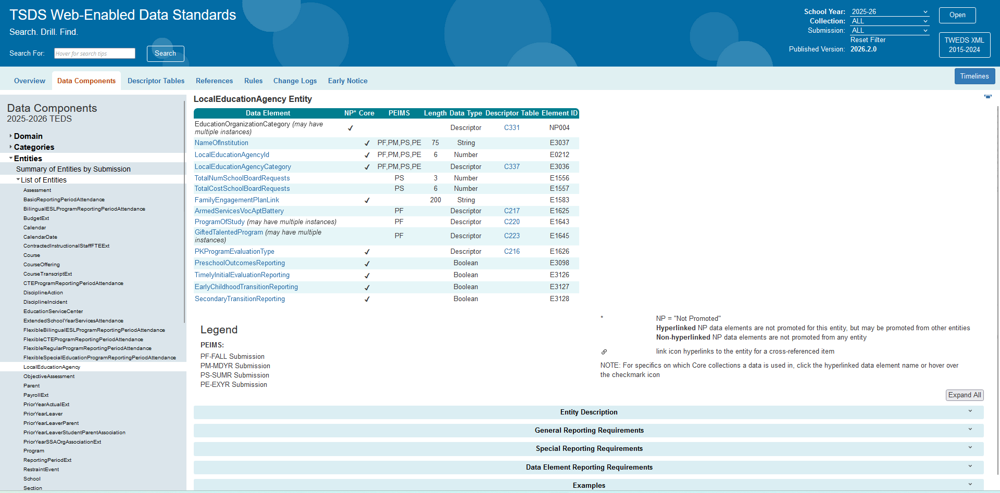 TSDS Web-Enabled Data Standards
Search. Drill. Find.
Search For: Hover for search tips Search
School Year: 2025-26
Collection: ALL
Submission: ALL
Reset Filter
Published Version: 2026.2.0
Open
TWEDS XML
2015-2024
Overview Data Components Descriptor Tables References Rules Change Logs Early Notice
Timelines
Data Components
2025-2026 TEDS
Domain
Categories
Entities
Summary of Entities by Submission
List of Entities
Assessment
BasicReportingPeriodAttendance
BilingualESLProgramReportingPeriodAttendance
BudgetExt
Calendar
CalendarDate
ContractedInstructionalStaffFTEExt
Course
CourseOffering
CourseTranscriptExt
CTEProgramReportingPeriodAttendance
DisciplineAction
DisciplineIncident
EducationServiceCenter
ExtendedSchoolYearServicesAttendance
FlexibleBilingualESLProgramReportingPeriodAttendance
FlexibleCTEProgramReportingPeriodAttendance
FlexibleRegularProgramReportingPeriodAttendance
FlexibleSpecialEducationProgramReportingPeriodAttendance
LocalEducationAgency
ObjectiveAssessment
Parent
PayrollExt
PriorYearActualExt
PriorYearLeaver
PriorYearLeaverParent
PriorYearLeaverStudentParentAssociation
PriorYearSSAOrgAssociationExt
Program
ReportingPeriodExt
RestraintEvent
School
Section
LocalEducationAgency Entity
Data Element NP* Core PEIMS Length Data Type Descriptor Table Element ID
EducationOrganizationCategory (may have
multiple instances) ✔ Descriptor C331 NP004
NameOfInstitution ✔ PF,PM,PS,PE 75 String E3037
LocalEducationAgencyId ✔ PF,PM,PS,PE 6 Number E0212
LocalEducationAgencyCategory ✔ PF,PM,PS,PE Descriptor C337 E3036
TotalNumSchoolBoardRequests PS 3 Number E1556
TotalCostSchoolBoardRequests PS 6 Number E1557
FamilyEngagementPlanLink ✔ 200 String E1583
ArmedServicesVocAptBattery PF Descriptor C217 E1625
ProgramOfStudy (may have multiple instances) PF Descriptor C220 E1643
GiftedTalentedProgram (may have multiple
instances) PF Descriptor C223 E1645
PKProgramEvaluationType ✔ Descriptor C216 E1626
PreschoolOutcomesReporting ✔ Boolean E3098
TimelyInitialEvaluationReporting ✔ Boolean E3126
EarlyChildhoodTransitionReporting ✔ Boolean E3127
SecondaryTransitionReporting ✔ Boolean E3128
Legend
PEIMS:
PF-FALL Submission
PM-MDYR Submission
PS-SUMR Submission
PE-EXYR Submission
* NP = "Not Promoted"
Hyperlinked NP data elements are not promoted for this entity, but may be promoted from other entities
Non-hyperlinked NP data elements are not promoted from any entity
link icon hyperlinks to the entity for a cross-referenced item
NOTE: For specifics on which Core collections a data is used in, click the hyperlinked data element name or hover over
the checkmark icon
Expand All
Entity Description
General Reporting Requirements
Special Reporting Requirements
Data Element Reporting Requirements
Examples